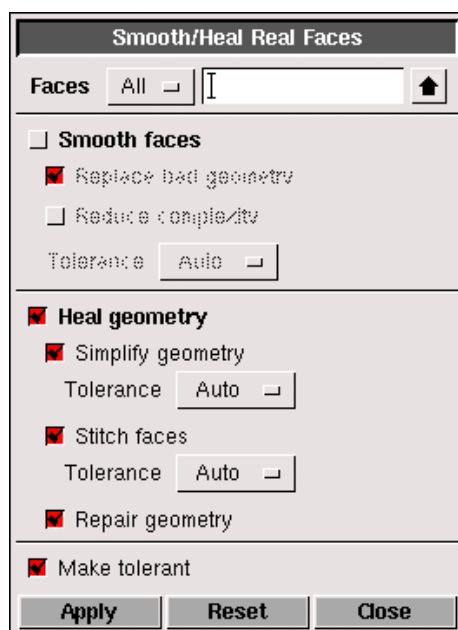 Smooth/Heal Real Faces
Faces All
Smooth faces
Replace bad geometry
Reduce complexity
Tolerance Auto
Heal geometry
Simplify geometry
Tolerance Auto
Stitch faces
Tolerance Auto
Repair geometry
Make tolerant
Apply Reset Close